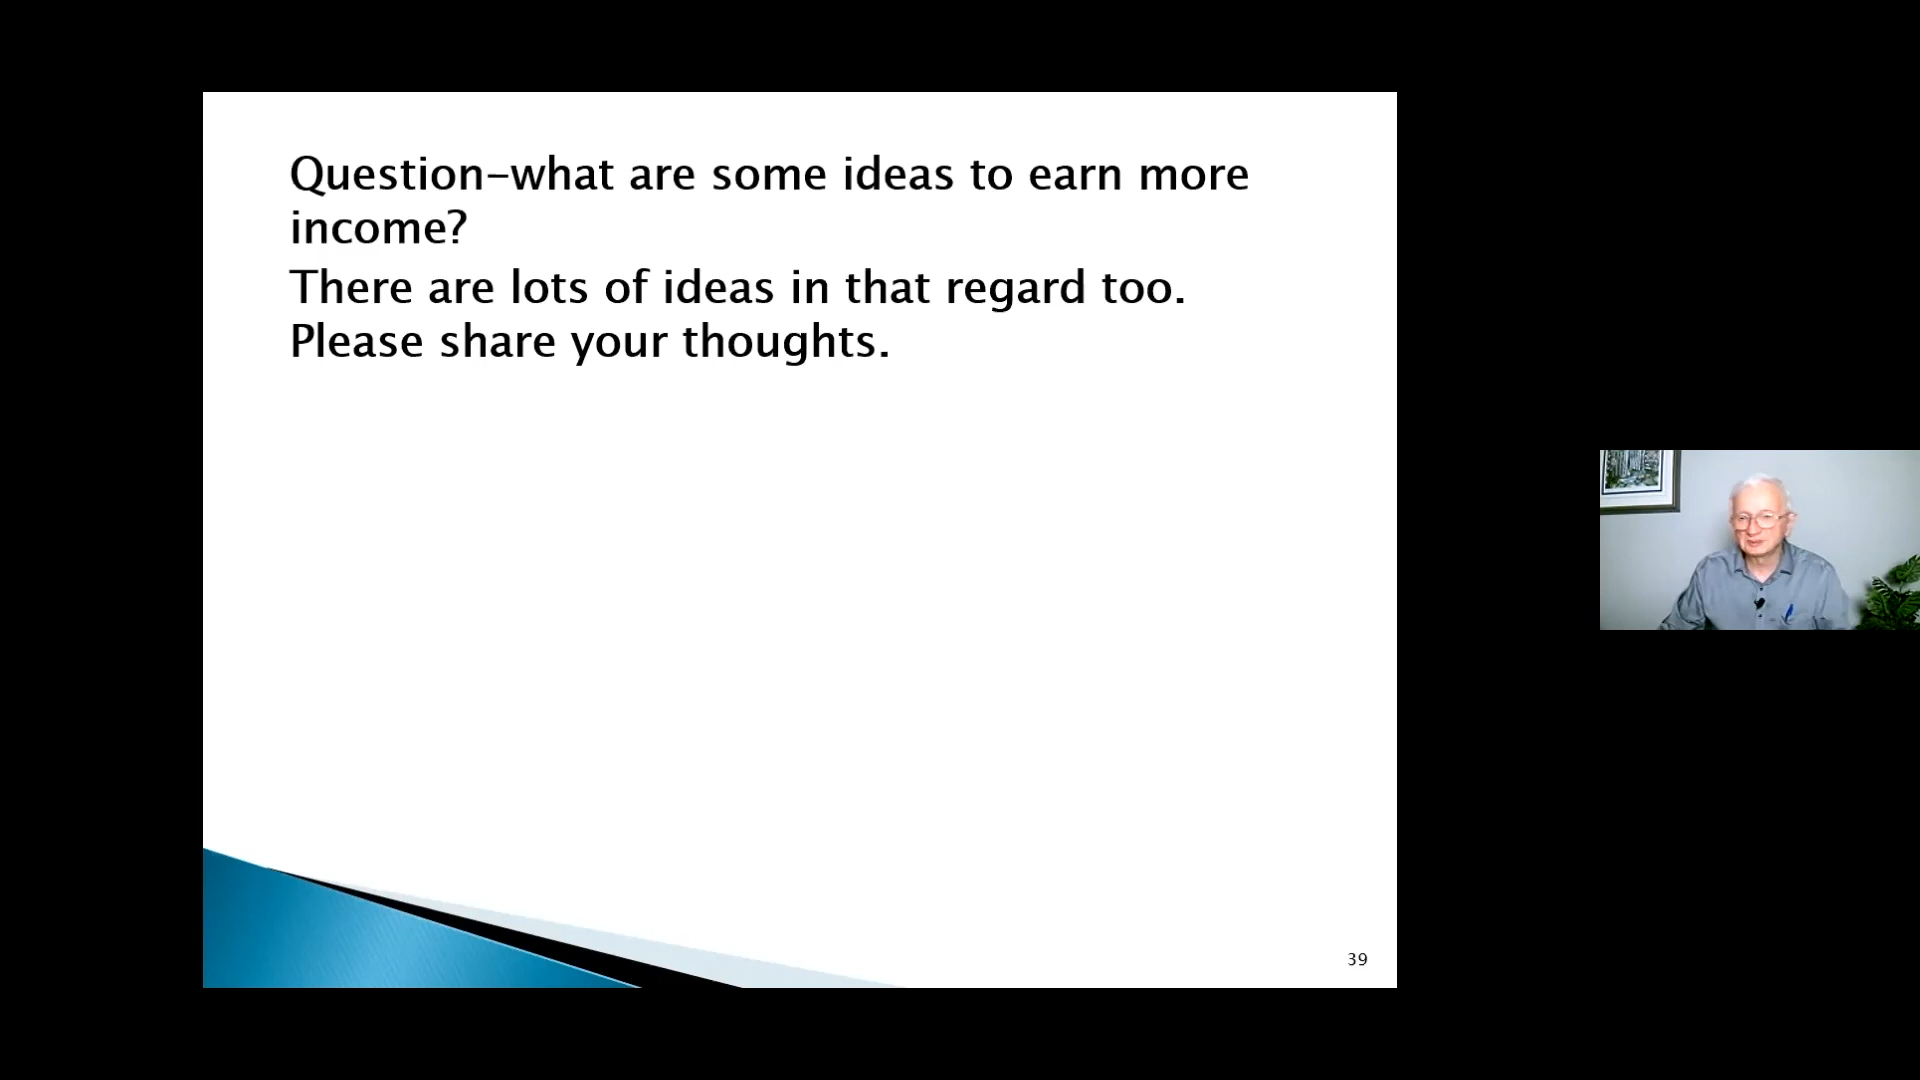 Question-what are some ideas to earn more
income?
There are lots of ideas in that regard too.
Please share your thoughts.
39